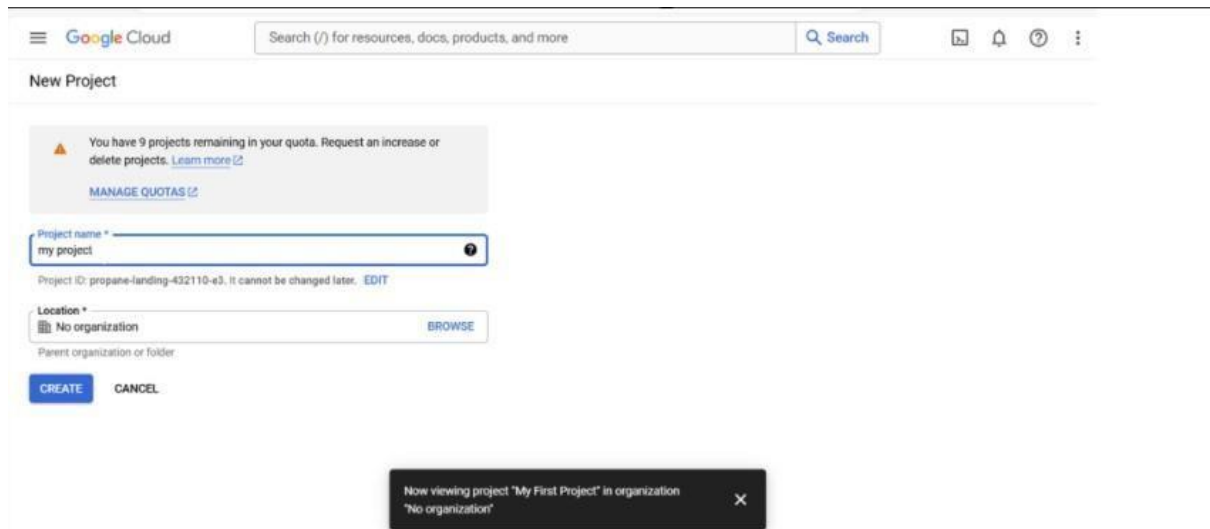 Google Cloud
Search (/) for resources, docs, products, and more
Search
New Project
You have 9 projects remaining in your quota. Request an increase or
delete projects. Learn more
MANAGE QUOTAS
Project name *
my project
Project ID: propane-landing-432110-e3. It cannot be changed later. EDIT
Location *
No organization
BROWSE
Parent organization or folder
CREATE
CANCEL
Now viewing project "My First Project" in organization
"No organization"